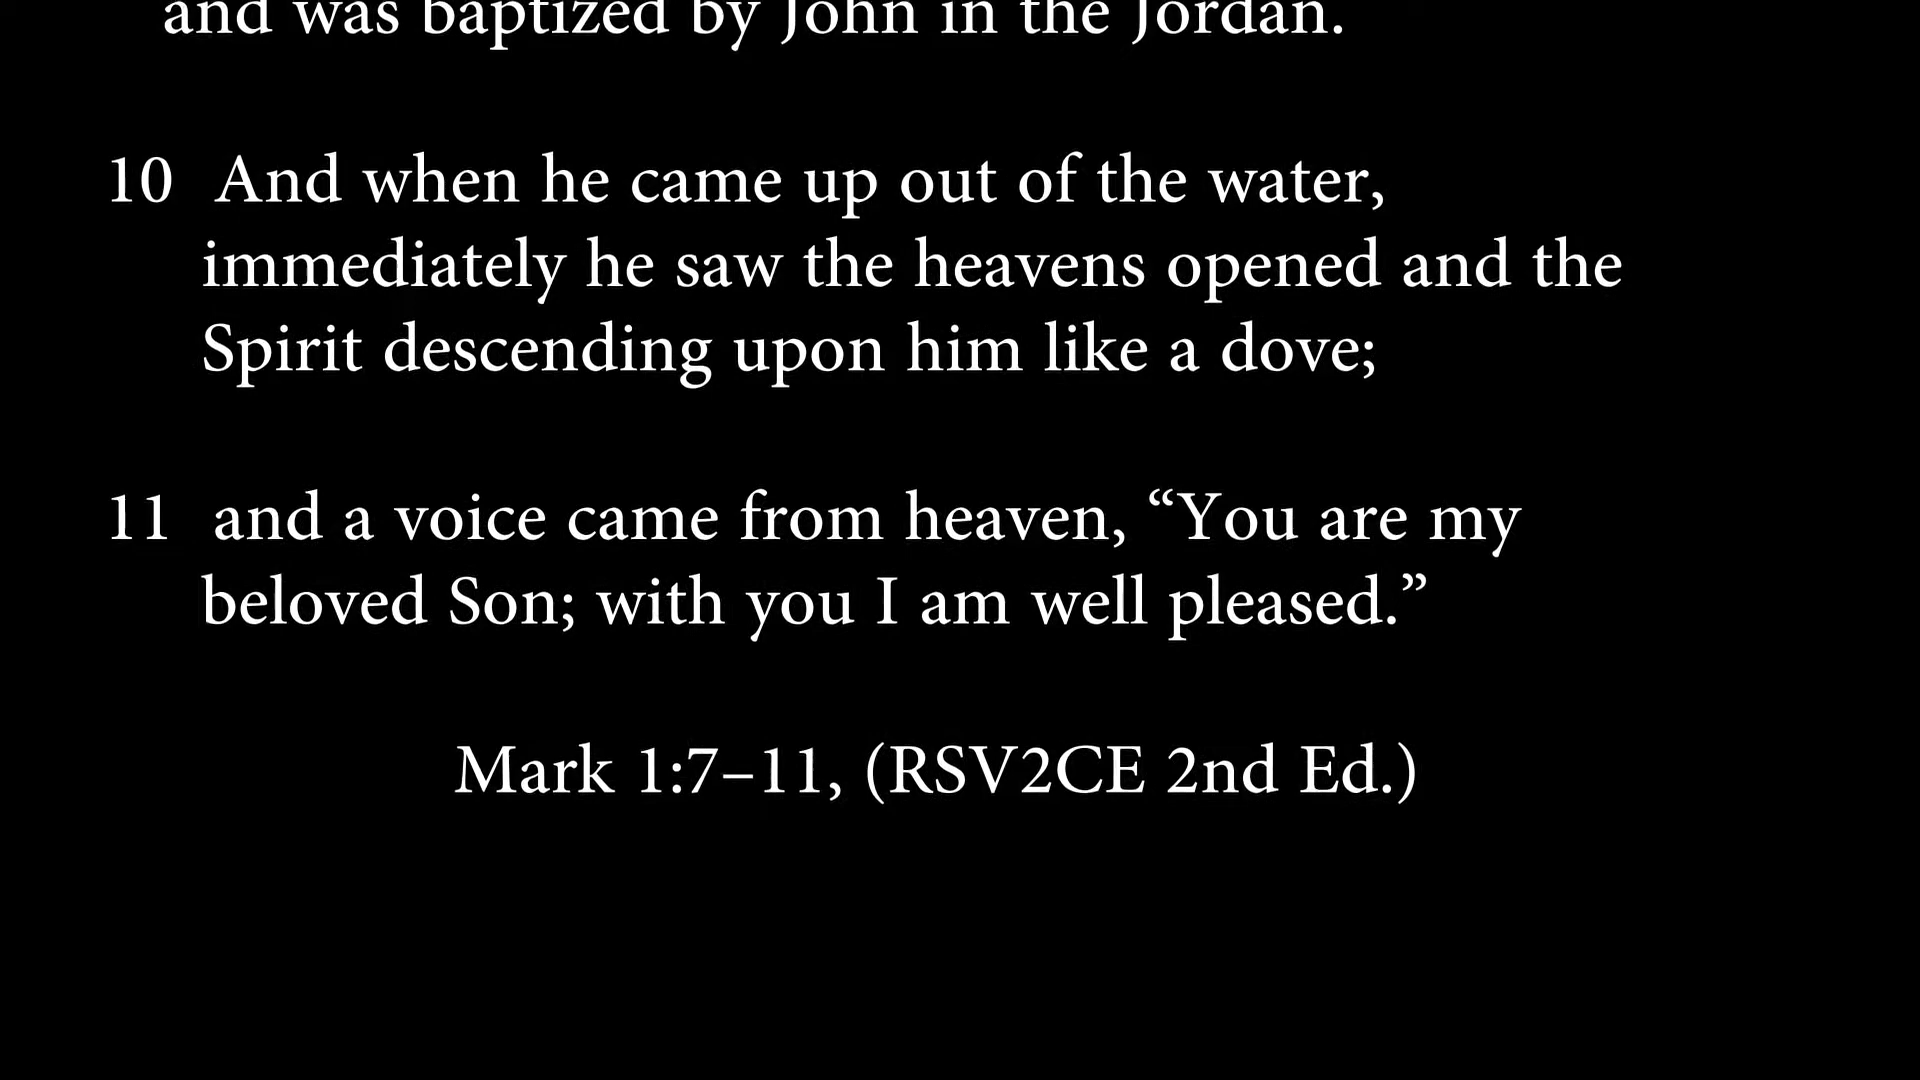 and was baptized by John in the Jordan.
10 And when he came up out of the water,
immediately he saw the heavens opened and the
Spirit descending upon him like a dove;
11 and a voice came from heaven, “You are my
beloved Son; with you I am well pleased.”
Mark 1:7–11, (RSV2CE 2nd Ed.)